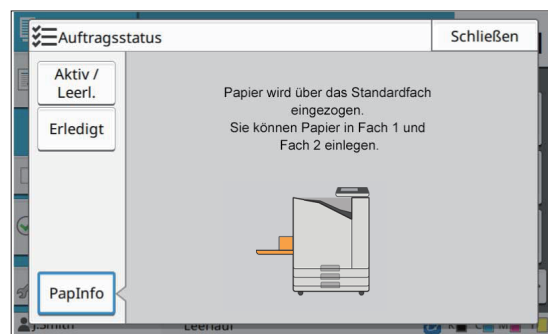 Auftragsstatus
Schließen
Aktiv /
Leerl.
Erledigt
PapInfo
Papier wird über das Standardfach
eingezogen.
Sie können Papier in Fach 1 und
Fach 2 einlegen.
J.Smith
Leerlauf
K C M Y